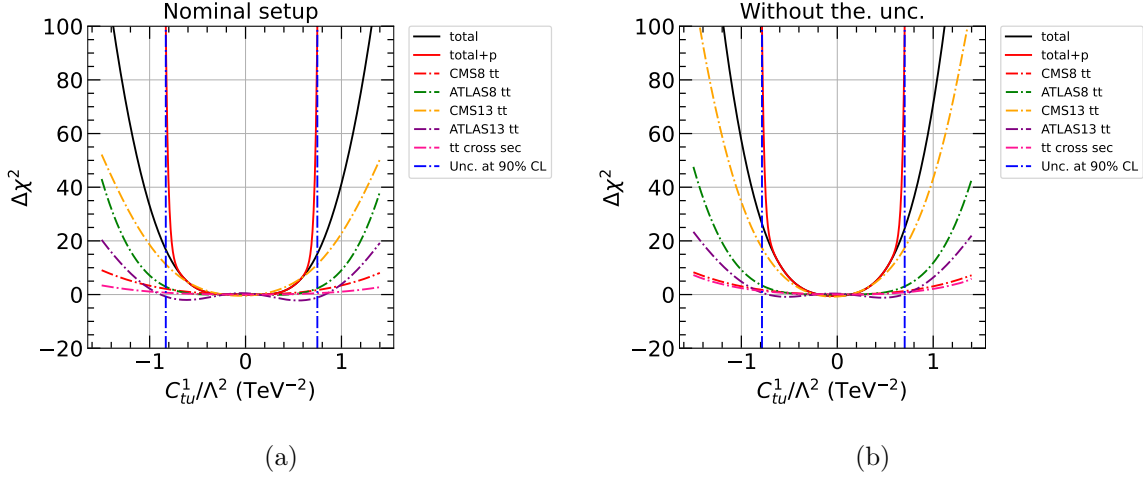 Nominal setup
100
80
60
40
20
0
−20
Δχ²
−1
0
1
C¹ₜᵤ/Λ² (TeV⁻²)
total
total+p
CMS8 tt
ATLAS8 tt
CMS13 tt
ATLAS13 tt
tt cross sec
Unc. at 90% CL
(a)
Without the. unc.
100
80
60
40
20
0
−20
Δχ²
−1
0
1
C¹ₜᵤ/Λ² (TeV⁻²)
total
total+p
CMS8 tt
ATLAS8 tt
CMS13 tt
ATLAS13 tt
tt cross sec
Unc. at 90% CL
(b)